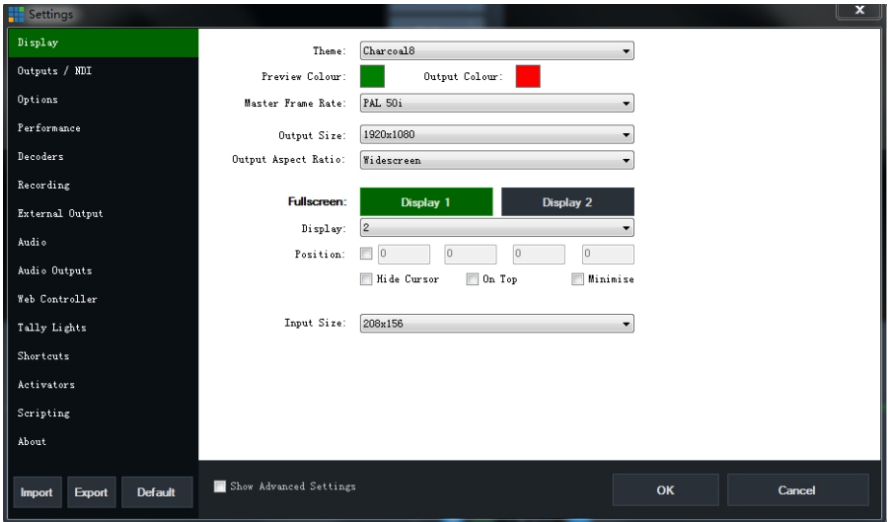 Settings
x
Display
Outputs / NDI
Options
Performance
Decoders
Recording
External Output
Audio
Audio Outputs
Web Controller
Tally Lights
Shortcuts
Activators
Scripting
About
Import Export Default
Theme: Charcoal8
Preview Colour: Output Colour:
Master Frame Rate: PAL 50i
Output Size: 1920x1080
Output Aspect Ratio: Widescreen
Fullscreen: Display 1 Display 2
Display: 2
Position: 0 0 0 0
Hide Cursor On Top Minimise
Input Size: 208x156
Show Advanced Settings
OK Cancel